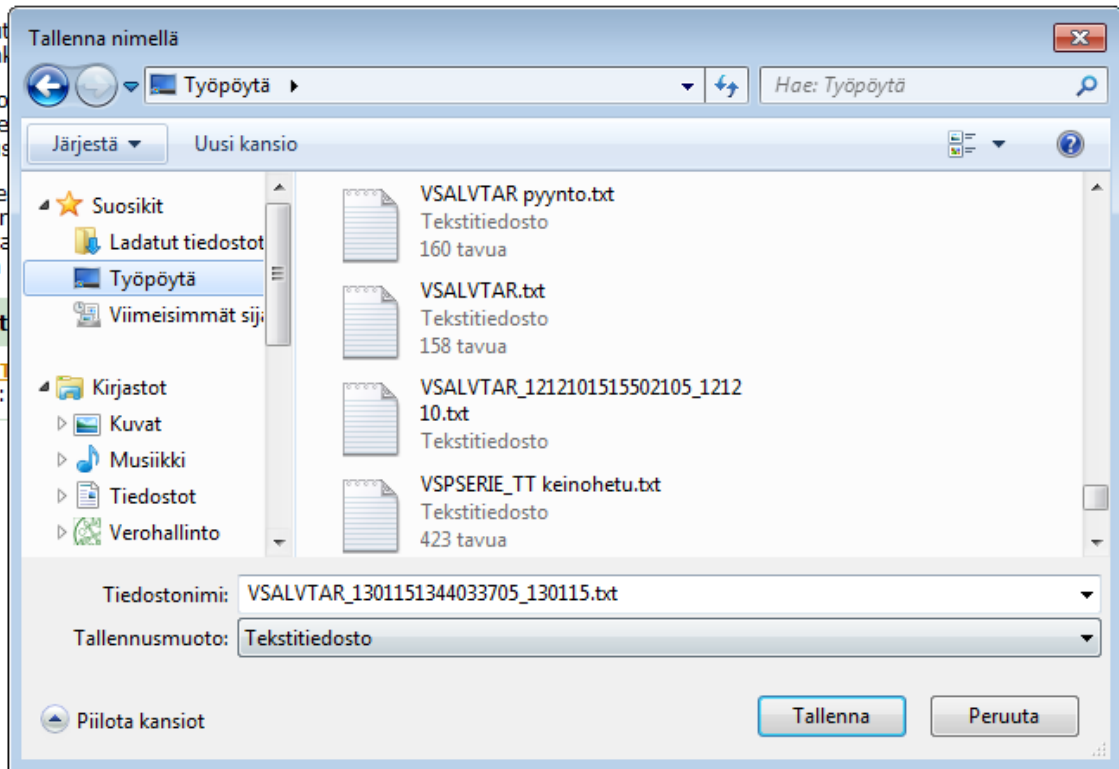 Tallenna nimellä
Työpöytä
Hae: Työpöytä
Järjestä
Uusi kansio
Suosikit
Ladatut tiedostot
Työpöytä
Viimeisimmät sija
Kirjastot
Kuvat
Musiikki
Tiedostot
Verohallinto
VSALVTAR pyynto.txt
Tekstitiedosto
160 tavua
VSALVTAR.txt
Tekstitiedosto
158 tavua
VSALVTAR_1212101515502105_1212
10.txt
Tekstitiedosto
VSPSERIE_TT keinohetu.txt
Tekstitiedosto
423 tavua
Tiedostonimi: VSALVTAR_1301151344033705_130115.txt
Tallennusmuoto: Tekstitiedosto
Piilota kansiot
Tallenna
Peruuta